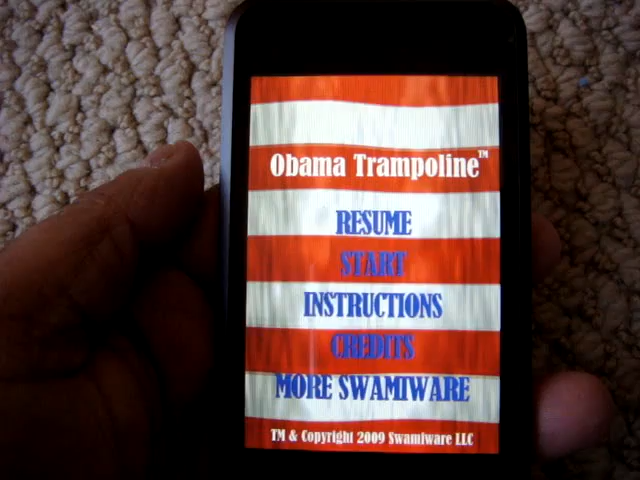 Obama Trampoline™
RESUME
START
INSTRUCTIONS
CREDITS
MORE SWAMIWARE
TM & Copyright 2009 Swamiware LLC